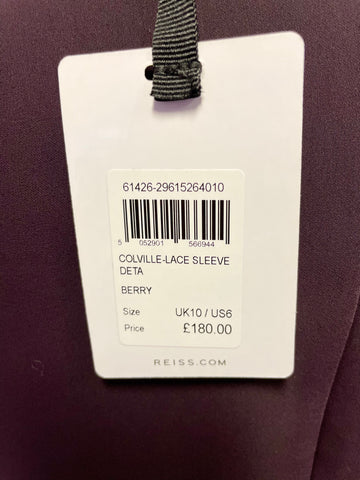 61426-29615264010
5 052901 566944
COLVILLE-LACE SLEEVE
DETA
BERRY
Size UK10 / US6
Price £180.00
REISS.COM